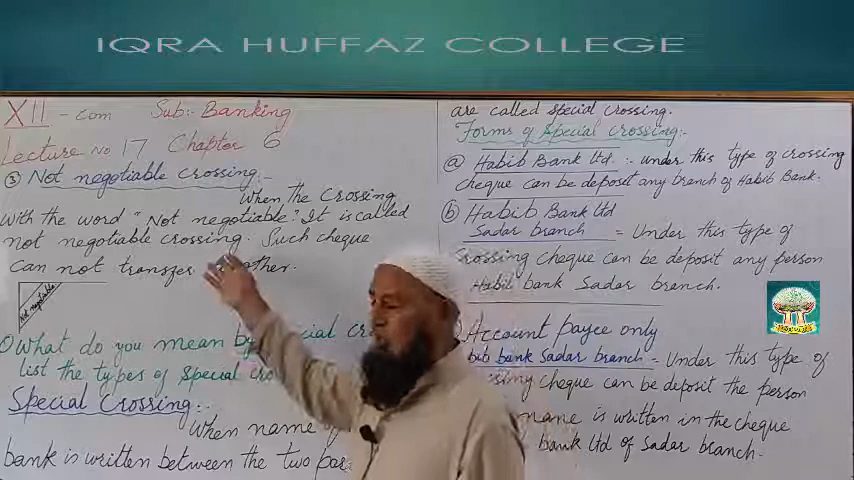 IQRA HUFFAZ COLLEGE
XII - com Sub:- Banking
Lecture No 17 Chapter 6
③ Not negotiable crossing:-
When the Crossing
with the word "Not negotiable" It is called
not negotiable crossing. Such cheque
can not transfer
Not negotiable
What do you mean by special
list the types of special
Special Crossing:-
When name
bank is written between the two
are called special Crossing.
Forms of Special crossing:-
ⓐ Habib Bank Ltd. :- under this type of crossing
cheque can be deposit any branch of Habib Bank.
ⓑ Habib Bank Ltd
Sadar branch = Under this type of
crossing cheque can be deposit any person
Habib bank Sadar branch.
Account payee only
bank Sadar branch = Under this type of
cheque can be deposit the person
name is written in the cheque
bank Ltd of Sadar branch.